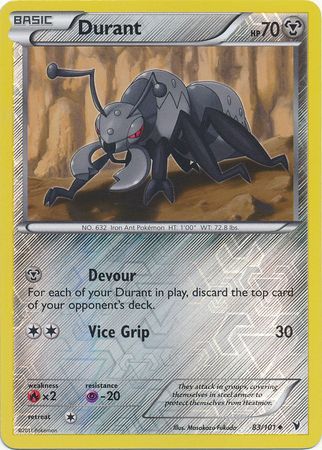 BASIC
Durant
HP 70
NO. 632 Iron Ant Pokémon HT: 1'00" WT: 72.8 lbs.
Devour
For each of your Durant in play, discard the top card
of your opponent's deck.
Vice Grip 30
weakness
×2
resistance
-20
retreat
They attack in groups, covering
themselves in steel armor to
protect themselves from Heatmor.
©2011 Pokémon
Illus. Masakazu Fukuda
83/101